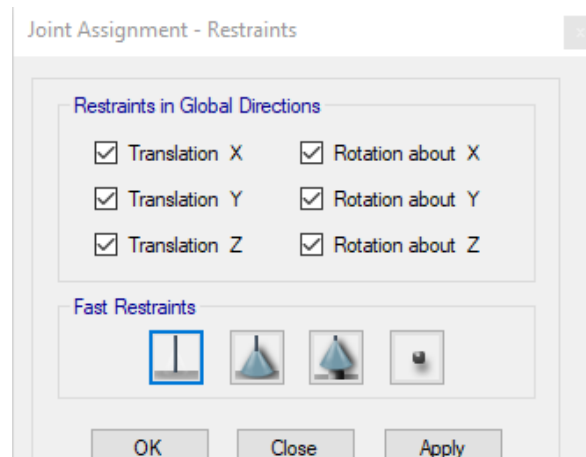 Joint Assignment - Restraints
x
Restraints in Global Directions
Translation X
Rotation about X
Translation Y
Rotation about Y
Translation Z
Rotation about Z
Fast Restraints
OK
Close
Apply